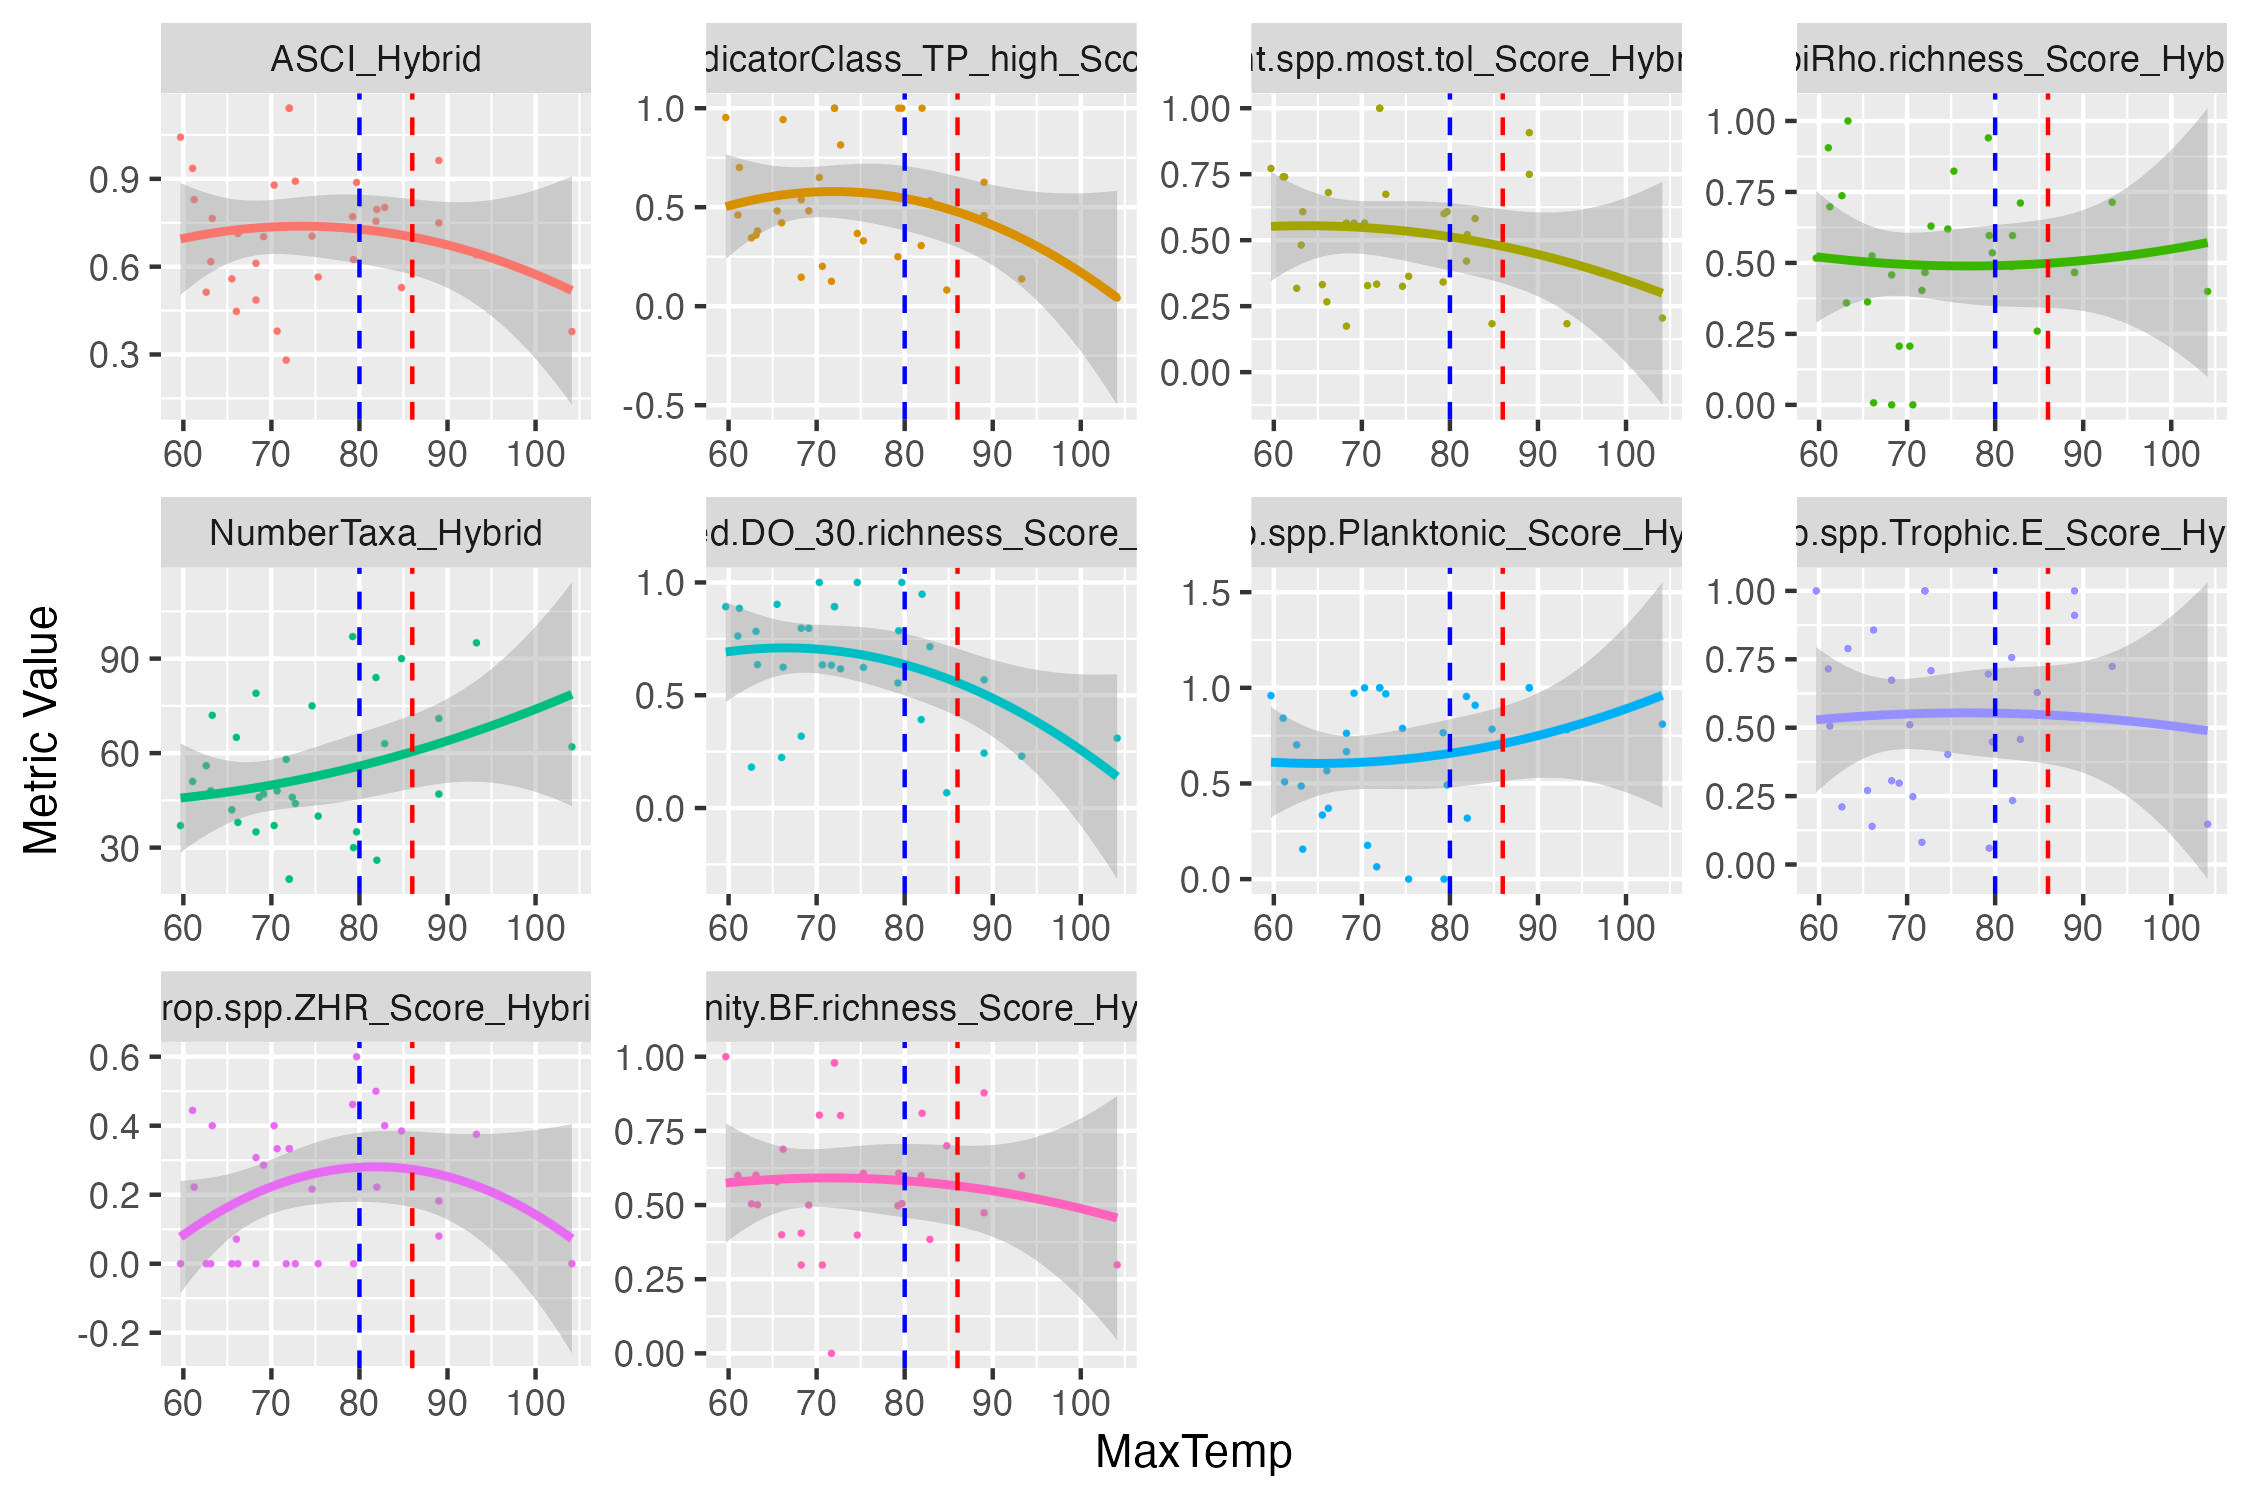 ASCI_Hybrid
dicatorClass_TP_high_Sco
nt.spp.most.tol_Score_Hybr
piRho.richness_Score_Hyb
1.0 1.00 1.00
0.9 0.75 0.75
0.5
0.6 0.50 0.50
0.0 0.25 0.25
0.3
-0.5 0.00 0.00
60 70 80 90 100 60 70 80 90 100 60 70 80 90 100 60 70 80 90 100
NumberTaxa_Hybrid
ed.DO_30.richness_Score_
p.spp.Planktonic_Score_Hy
p.spp.Trophic.E_Score_Hy
1.0 1.5 1.00
90 0.75
0.5 1.0
60 0.50
0.5 0.25
30 0.0
0.0 0.00
60 70 80 90 100 60 70 80 90 100 60 70 80 90 100 60 70 80 90 100
Metric Value
rop.spp.ZHR_Score_Hybri
nity.BF.richness_Score_Hy
0.6 1.00
0.4 0.75
0.2 0.50
0.0 0.25
-0.2 0.00
60 70 80 90 100 60 70 80 90 100
MaxTemp